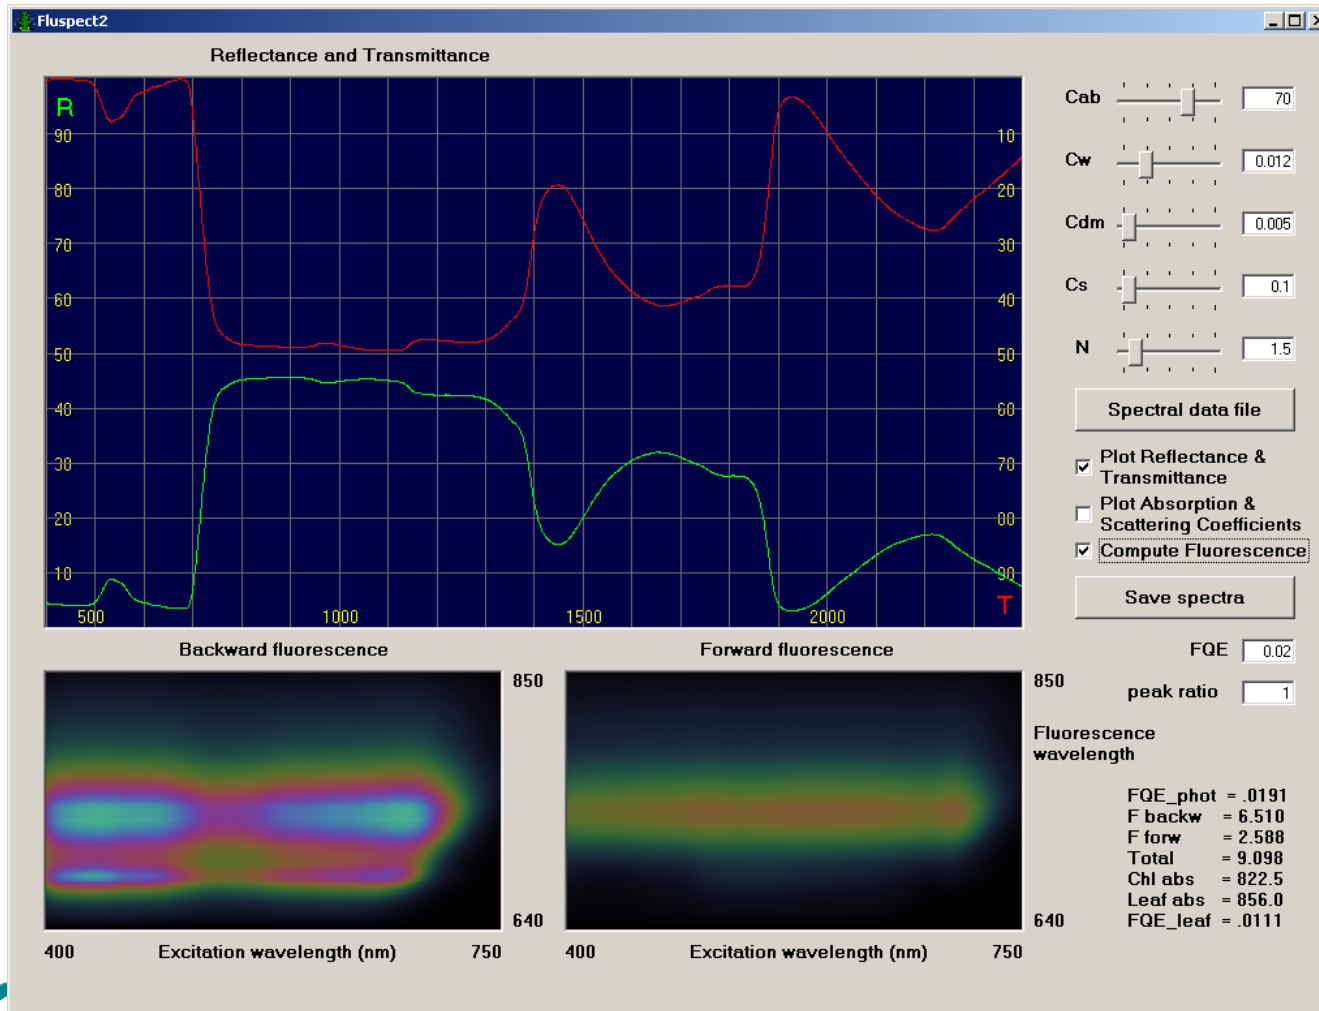 Fluspect2
Reflectance and Transmittance
R
90
80
70
60
50
40
30
20
10
10
20
30
40
50
60
70
80
90
T
500 1000 1500 2000
Cab 70
Cw 0.012
Cdm 0.005
Cs 0.1
N 1.5
Spectral data file
Plot Reflectance &
Transmittance
Plot Absorption &
Scattering Coefficients
Compute Fluorescence
Save spectra
FQE 0.02
peak ratio 1
Backward fluorescence
850
640
400 Excitation wavelength (nm) 750
Forward fluorescence
850
640
400 Excitation wavelength (nm) 750
Fluorescence
wavelength
FQE_phot = .0191
F backw = 6.510
F forw = 2.588
Total = 9.098
Chl abs = 822.5
Leaf abs = 856.0
FQE_leaf = .0111